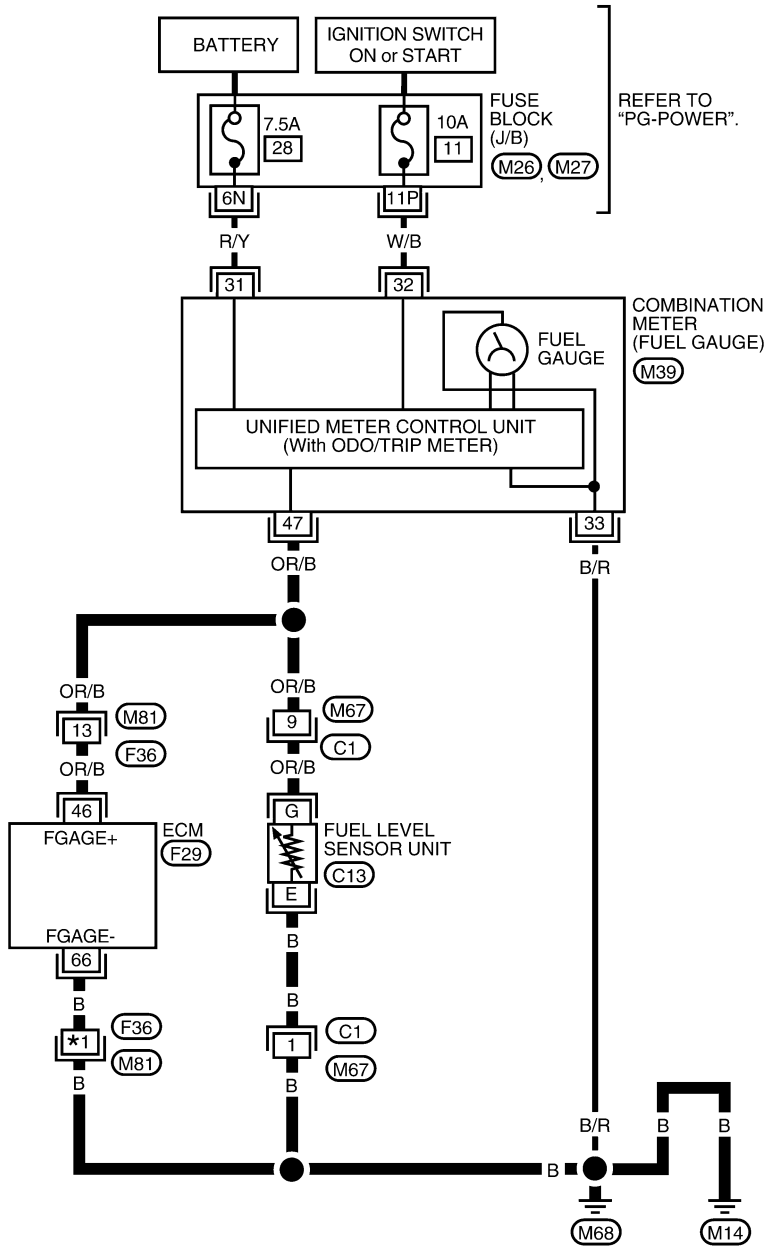 BATTERY
IGNITION SWITCH
ON or START
7.5A
28
10A
11
FUSE
BLOCK
(J/B)
M26 , M27
REFER TO
“PG-POWER”.
6N
11P
R/Y
W/B
31
32
COMBINATION
METER
(FUEL GAUGE)
M39
FUEL
GAUGE
UNIFIED METER CONTROL UNIT
(With ODO/TRIP METER)
47
33
OR/B
B/R
OR/B
OR/B
13
M81
F36
9
M67
C1
OR/B
OR/B
46
G
FGAGE+
ECM
F29
FUEL LEVEL
SENSOR UNIT
C13
E
FGAGE-
66
B
B
B
*1
F36
M81
1
C1
M67
B
B
B/R
B
B
B
M68
M14